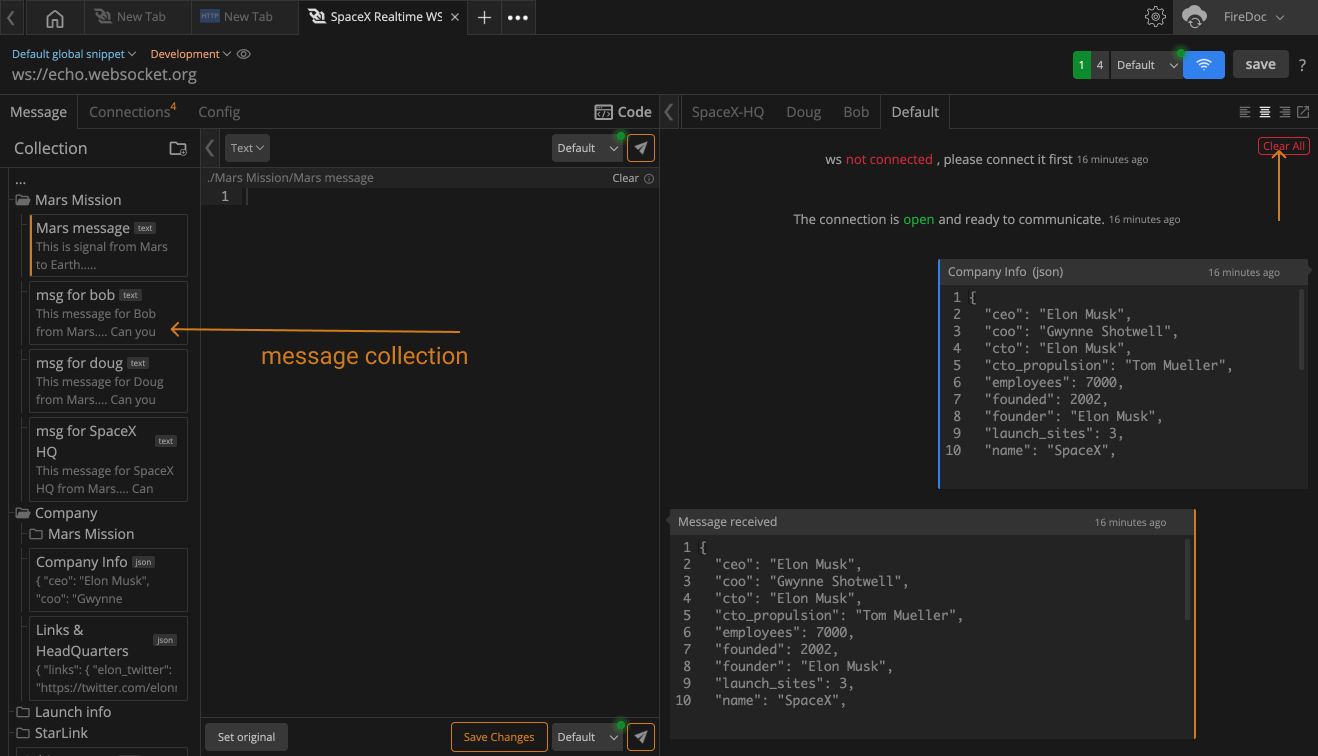 New Tab
HTTP New Tab
SpaceX Realtime WS
FireDoc
Default global snippet
Development
ws://echo.websocket.org
1 4 Default
save
?
Message
Connections 4
Config
Code
SpaceX-HQ
Doug
Bob
Default
Collection
Text
Default
./Mars Mission/Mars message
Clear
1
...
Mars Mission
Mars message text
This is signal from Mars
to Earth.....
msg for bob text
This message for Bob
from Mars.... Can you
msg for doug text
This message for Doug
from Mars.... Can you
msg for SpaceX
HQ text
This message for SpaceX
HQ from Mars.... Can
Company
Mars Mission
Company Info json
{ "ceo": "Elon Musk",
"coo": "Gwynne
Links &
HeadQuarters json
{ "links": { "elon_twitter":
"https://twitter.com/elonr
Launch info
StarLink
message collection
Set original
Save Changes
Default
Clear All
ws not connected , please connect it first 16 minutes ago
The connection is open and ready to communicate. 16 minutes ago
Company Info (json) 16 minutes ago
1 {
2 "ceo": "Elon Musk",
3 "coo": "Gwynne Shotwell",
4 "cto": "Elon Musk",
5 "cto_propulsion": "Tom Mueller",
6 "employees": 7000,
7 "founded": 2002,
8 "founder": "Elon Musk",
9 "launch_sites": 3,
10 "name": "SpaceX",
Message received 16 minutes ago
1 {
2 "ceo": "Elon Musk",
3 "coo": "Gwynne Shotwell",
4 "cto": "Elon Musk",
5 "cto_propulsion": "Tom Mueller",
6 "employees": 7000,
7 "founded": 2002,
8 "founder": "Elon Musk",
9 "launch_sites": 3,
10 "name": "SpaceX",